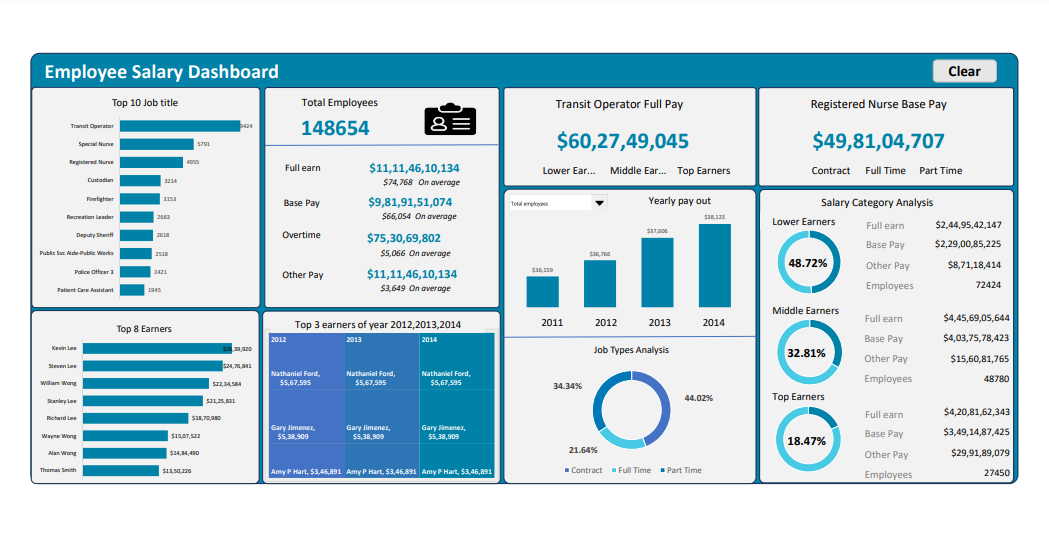 Employee Salary Dashboard
Clear
Top 10 Job title
Transit Operator 9424
Special Nurse 5791
Registered Nurse 4955
Custodian 3214
Firefighter 3153
Recreation Leader 2663
Deputy Sheriff 2618
Public Svc Aide-Public Works 2518
Police Officer 3 2421
Patient Care Assistant 1945
Total Employees
148654
Full earn $11,11,46,10,134
$74,768 On average
Base Pay $9,81,91,51,074
$66,054 On average
Overtime $75,30,69,802
$5,066 On average
Other Pay $11,11,46,10,134
$3,649 On average
Transit Operator Full Pay
$60,27,49,045
Lower Ear... Middle Ear... Top Earners
Registered Nurse Base Pay
$49,81,04,707
Contract Full Time Part Time
Total employees
Yearly pay out
$36,159 $36,766 $37,606 $38,123
2011 2012 2013 2014
Job Types Analysis
34.34%
44.02%
21.64%
Contract Full Time Part Time
Salary Category Analysis
Lower Earners
48.72%
Full earn $2,44,95,42,147
Base Pay $2,29,00,85,225
Other Pay $8,71,18,414
Employees 72424
Middle Earners
32.81%
Full earn $4,45,69,05,644
Base Pay $4,03,75,78,423
Other Pay $15,60,81,765
Employees 48780
Top Earners
18.47%
Full earn $4,20,81,62,343
Base Pay $3,49,14,87,425
Other Pay $29,91,89,079
Employees 27450
Top 8 Earners
Kevin Lee
Steven Lee $24,76,841
William Wong $22,34,584
Stanley Lee $21,25,831
Richard Lee $18,70,980
Wayne Wong $15,07,522
Alan Wong $14,84,490
Thomas Smith $13,50,226
Top 3 earners of year 2012,2013,2014
2012 2013 2014
Nathaniel Ford, $5,67,595 Nathaniel Ford, $5,67,595 Nathaniel Ford, $5,67,595
Gary Jimenez, $5,38,909 Gary Jimenez, $5,38,909 Gary Jimenez, $5,38,909
Amy P Hart, $3,46,891 Amy P Hart, $3,46,891 Amy P Hart, $3,46,891